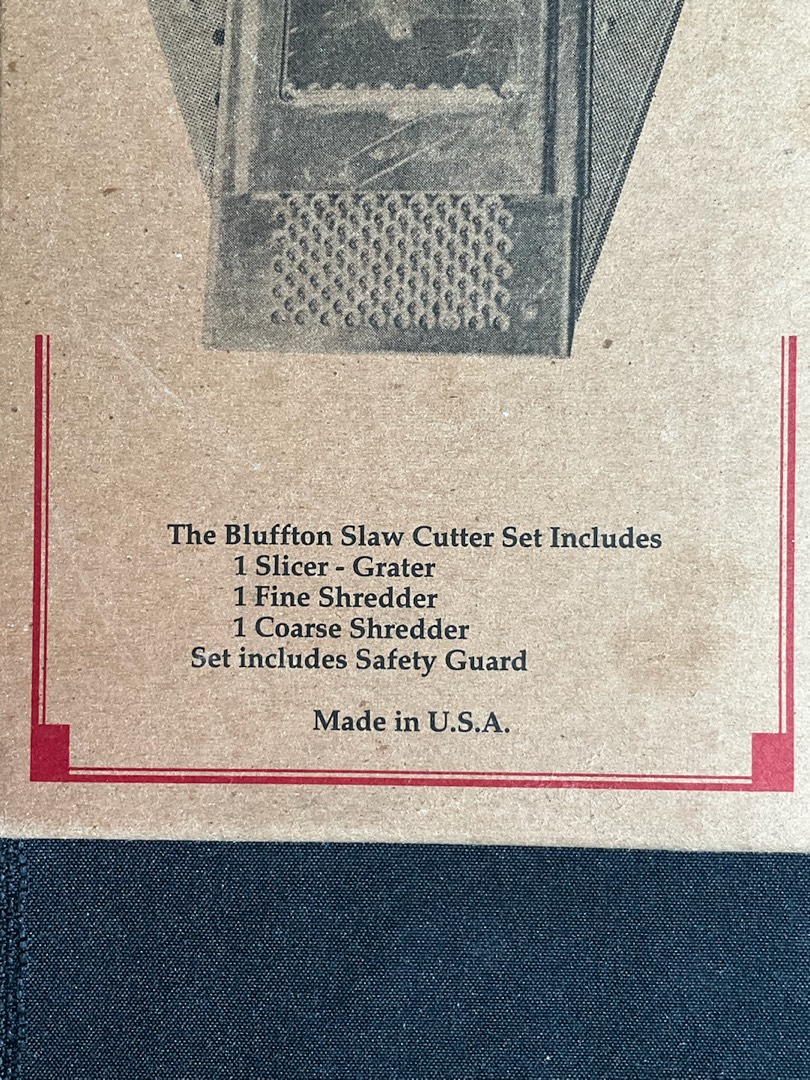 The Bluffton Slaw Cutter Set Includes
1 Slicer - Grater
1 Fine Shredder
1 Coarse Shredder
Set includes Safety Guard
Made in U.S.A.